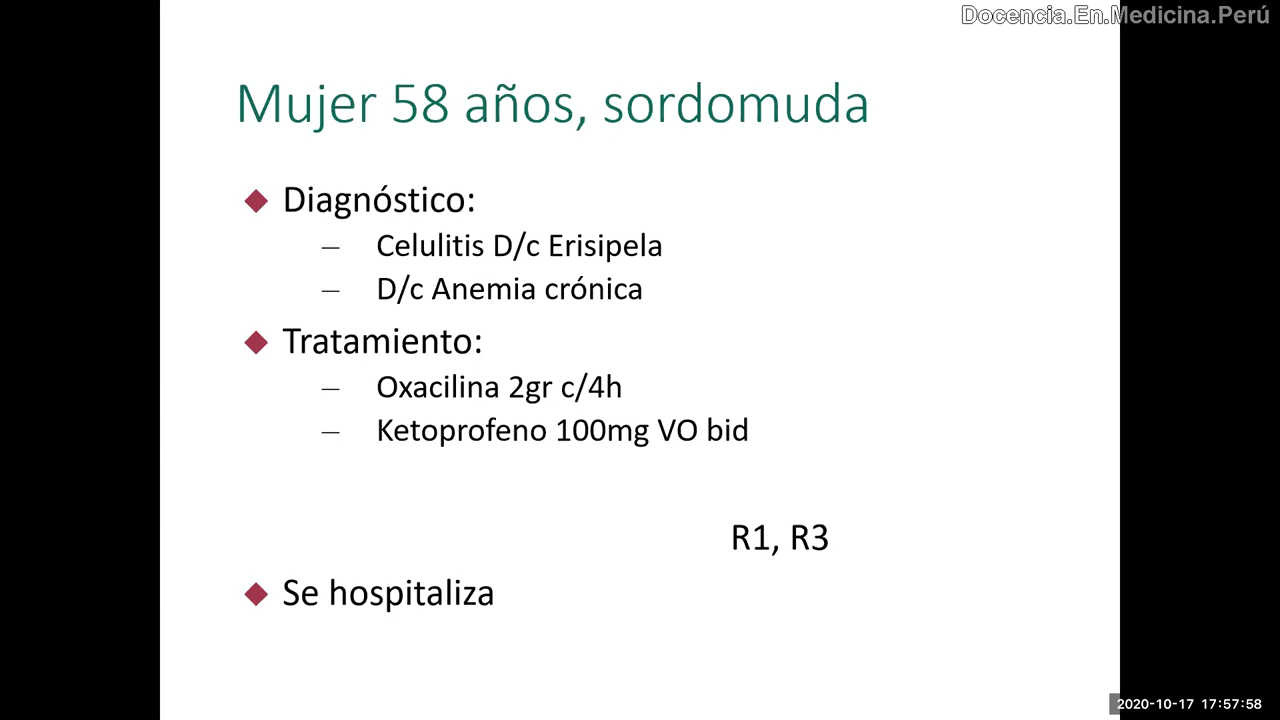 Docencia.En.Medicina.Perú
Mujer 58 años, sordomuda
Diagnóstico:
– Celulitis D/c Erisipela
– D/c Anemia crónica
Tratamiento:
– Oxacilina 2gr c/4h
– Ketoprofeno 100mg VO bid
R1, R3
Se hospitaliza
2020-10-17 17:57:58